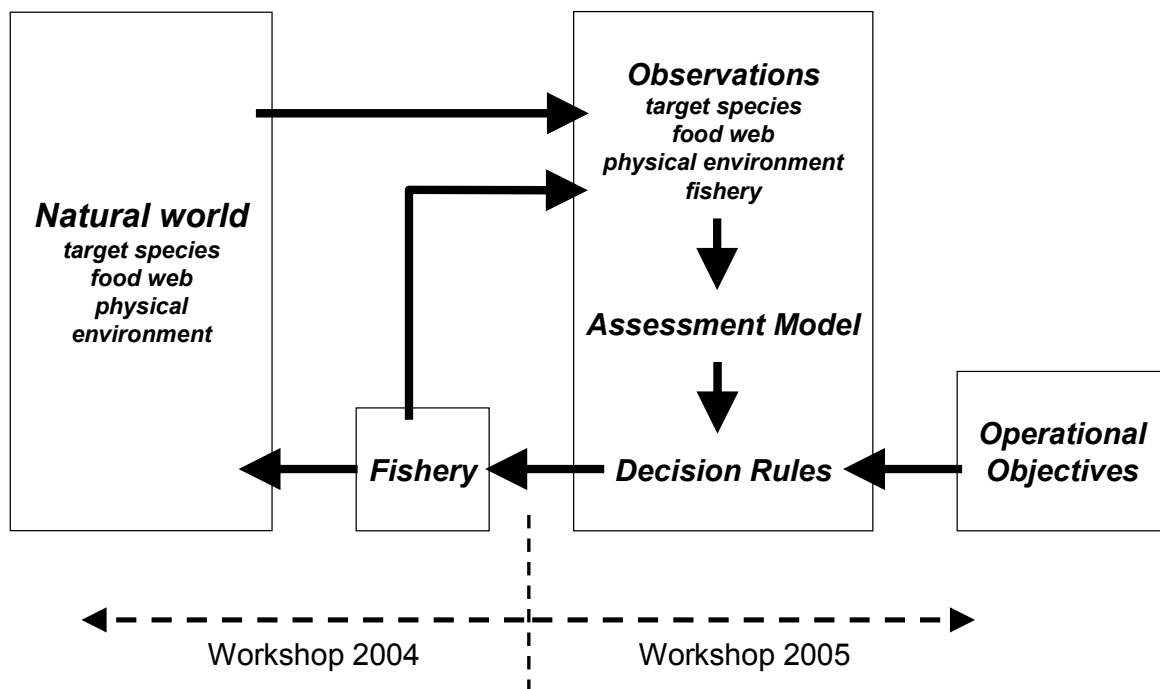 Natural world
target species
food web
physical
environment
Observations
target species
food web
physical environment
fishery
Assessment Model
Decision Rules
Fishery
Operational
Objectives
Workshop 2004
Workshop 2005